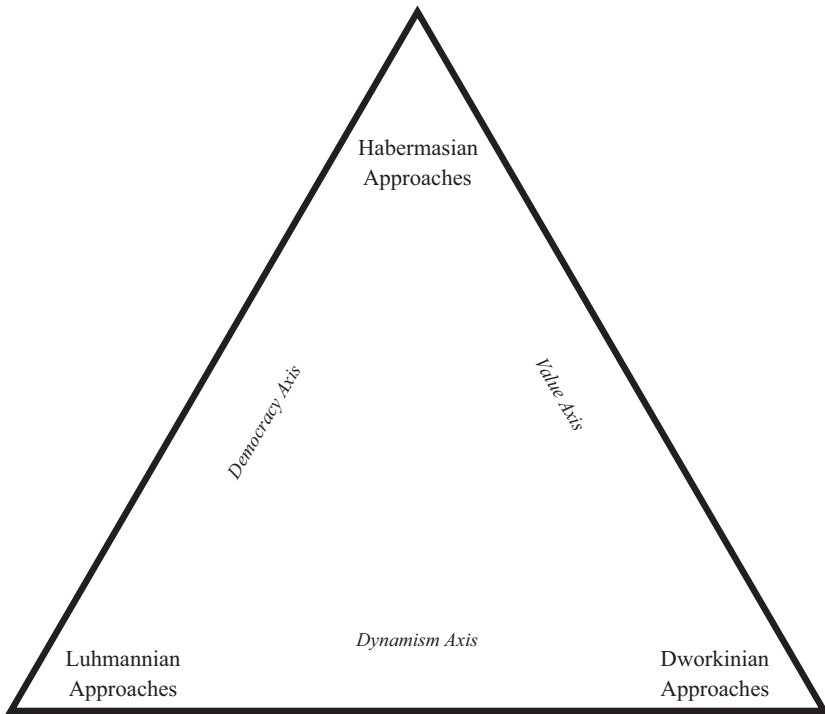 Habermasian
Approaches
Democracy Axis
Value Axis
Dynamism Axis
Luhmannian
Approaches
Dworkinian
Approaches